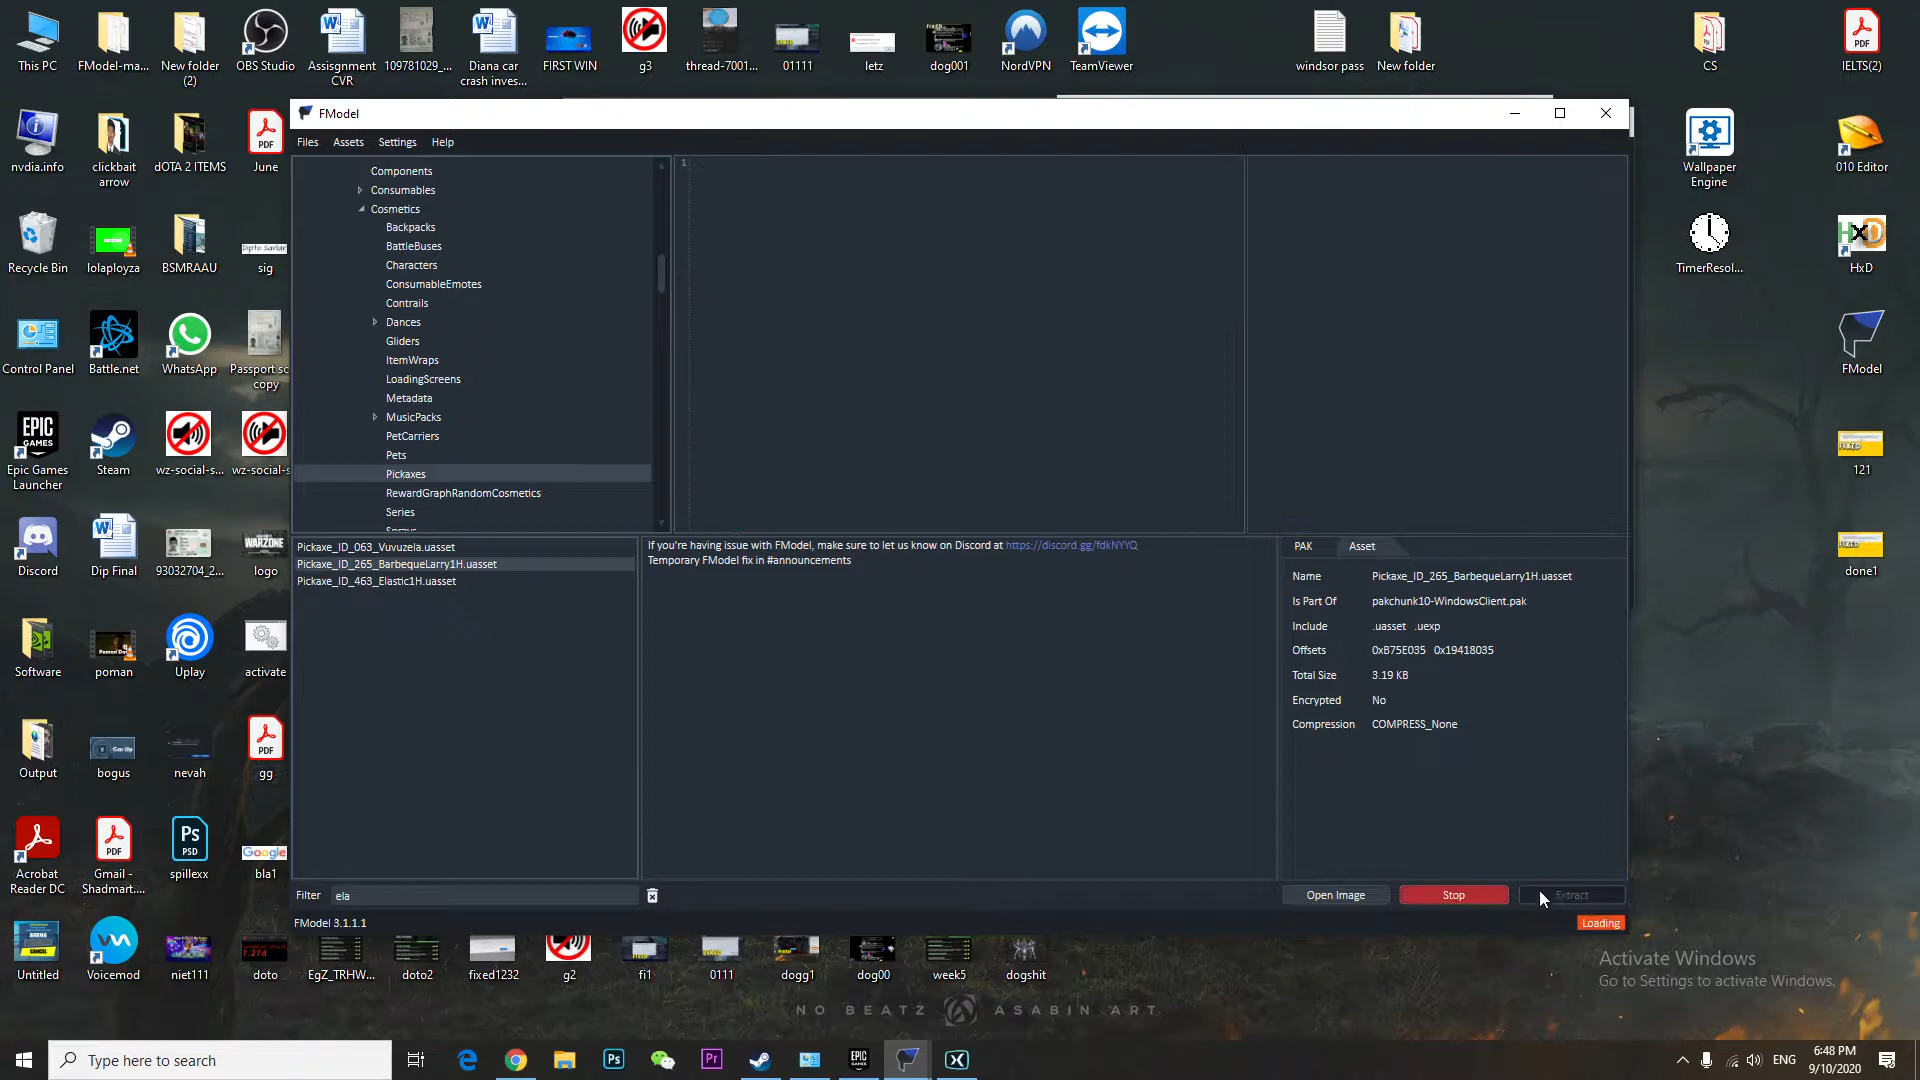 This PC
FModel-ma...
New folder (2)
OBS Studio
Assisgnment CVR
109781029_...
Diana car crash inves...
FIRST WIN
g3
thread-7001...
01111
letz
dog001
NordVPN
TeamViewer
windsor pass
New folder
CS
IELTS(2)
nvdia.info
clickbait arrow
dOTA 2 ITEMS
June
Wallpaper Engine
010 Editor
Recycle Bin
lolaployza
BSMRAAU
sig
TimerResol...
HxD
Control Panel
Battle.net
WhatsApp
Passport sc copy
FModel
Epic Games Launcher
Steam
wz-social-s...
wz-social-s
121
Discord
Dip Final
93032704_2...
logo
done1
Software
poman
Uplay
activate
Output
bogus
nevah
gg
Acrobat Reader DC
Gmail - Shadmart....
spillexx
bla1
Untitled
Voicemod
niet111
doto
EgZ_TRHW...
doto2
fixed1232
g2
fi1
0111
dogg1
dog00
week5
dogshit
FModel
Files Assets Settings Help
Components
Consumables
Cosmetics
Backpacks
BattleBuses
Characters
ConsumableEmotes
Contrails
Dances
Gliders
ItemWraps
LoadingScreens
Metadata
MusicPacks
PetCarriers
Pets
Pickaxes
RewardGraphRandomCosmetics
Series
Sprays
1
Pickaxe_ID_063_Vuvuzela.uasset
Pickaxe_ID_265_BarbequeLarry1H.uasset
Pickaxe_ID_463_Elastic1H.uasset
If you're having issue with FModel, make sure to let us know on Discord at https://discord.gg/fdkNYYQ
Temporary FModel fix in #announcements
PAK Asset
Name Pickaxe_ID_265_BarbequeLarry1H.uasset
Is Part Of pakchunk10-WindowsClient.pak
Include .uasset .uexp
Offsets 0xB75E035 0x19418035
Total Size 3.19 KB
Encrypted No
Compression COMPRESS_None
Filter ela
Open Image Stop Extract
FModel 3.1.1.1
Loading
Activate Windows
Go to Settings to activate Windows.
NO BEATZ ASABIN ART
Type here to search
ENG
6:48 PM
9/10/2020